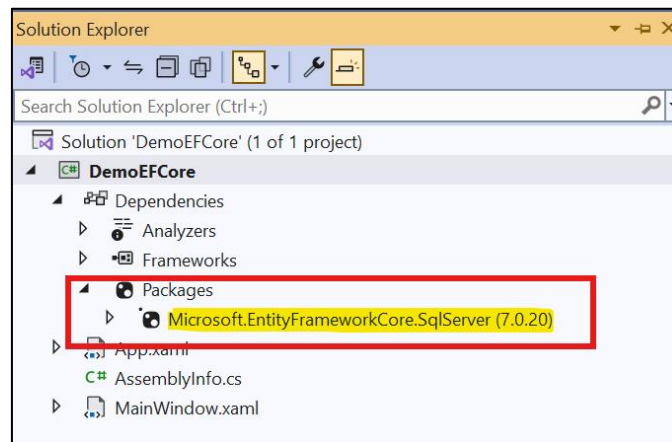 Solution Explorer
Search Solution Explorer (Ctrl+;)
Solution 'DemoEFCore' (1 of 1 project)
C# DemoEFCore
Dependencies
Analyzers
Frameworks
Packages
Microsoft.EntityFrameworkCore.SqlServer (7.0.20)
App.xaml
C# AssemblyInfo.cs
MainWindow.xaml